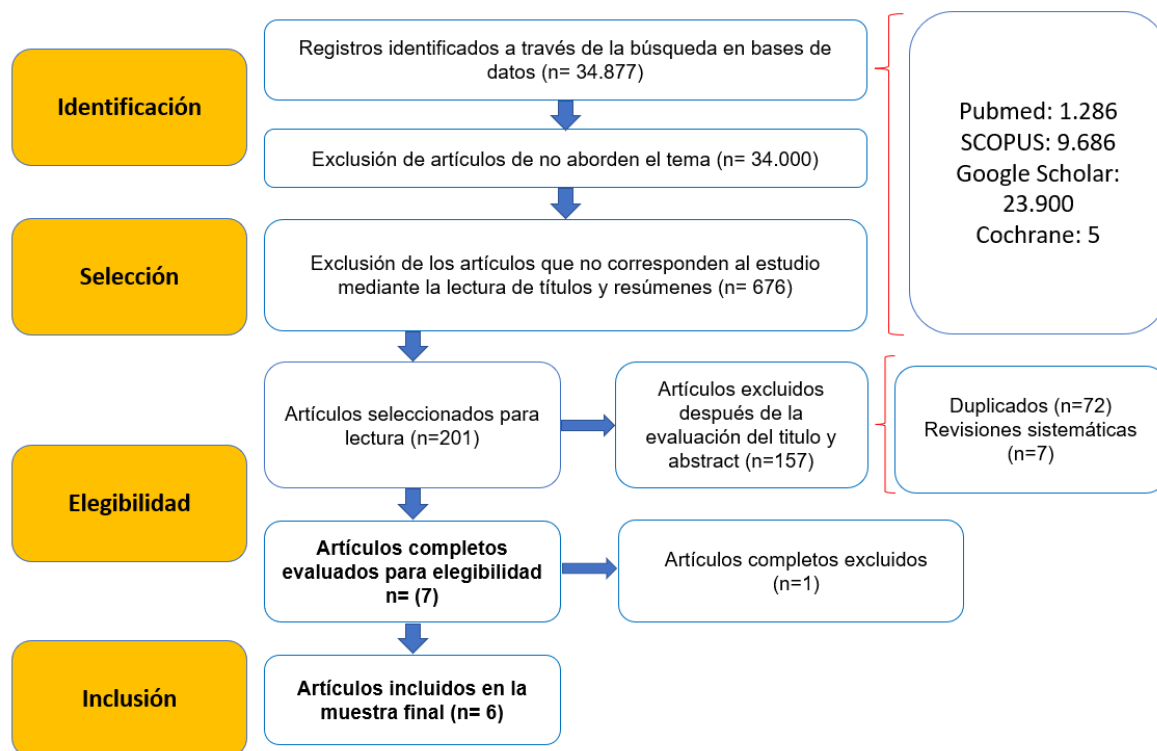 Identificación
Registros identificados a través de la búsqueda en bases de
datos (n= 34.877)
Exclusión de artículos de no aborden el tema (n= 34.000)
Pubmed: 1.286
SCOPUS: 9.686
Google Scholar:
23.900
Cochrane: 5
Selección
Exclusión de los artículos que no corresponden al estudio
mediante la lectura de títulos y resúmenes (n= 676)
Elegibilidad
Artículos seleccionados para
lectura (n=201)
Artículos excluidos
después de la
evaluación del titulo y
abstract (n=157)
Duplicados (n=72)
Revisiones sistemáticas
(n=7)
Artículos completos
evaluados para elegibilidad
n= (7)
Artículos completos excluidos
(n=1)
Inclusión
Artículos incluidos en la
muestra final (n= 6)